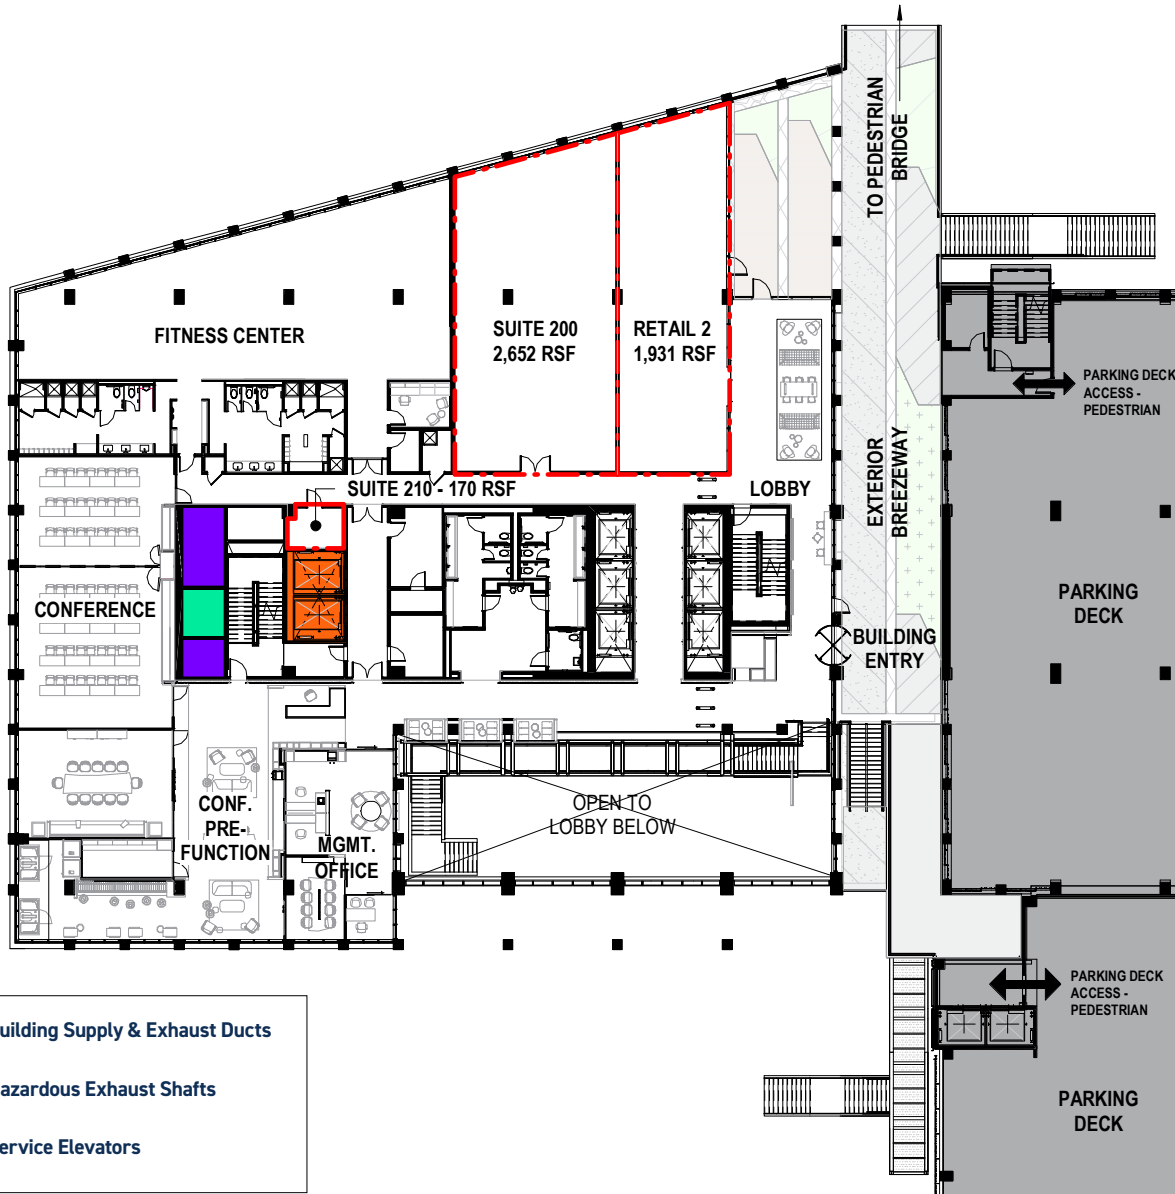 TO PEDESTRIAN
BRIDGE
FITNESS CENTER
SUITE 200
2,652 RSF
RETAIL 2
1,931 RSF
PARKING DECK
ACCESS -
PEDESTRIAN
SUITE 210 - 170 RSF
LOBBY
EXTERIOR
BREEZEWAY
CONFERENCE
PARKING
DECK
BUILDING
ENTRY
CONF.
PRE-
FUNCTION
MGMT.
OFFICE
OPEN TO
LOBBY BELOW
PARKING DECK
ACCESS -
PEDESTRIAN
PARKING
DECK
uilding Supply & Exhaust Ducts
azardous Exhaust Shafts
ervice Elevators